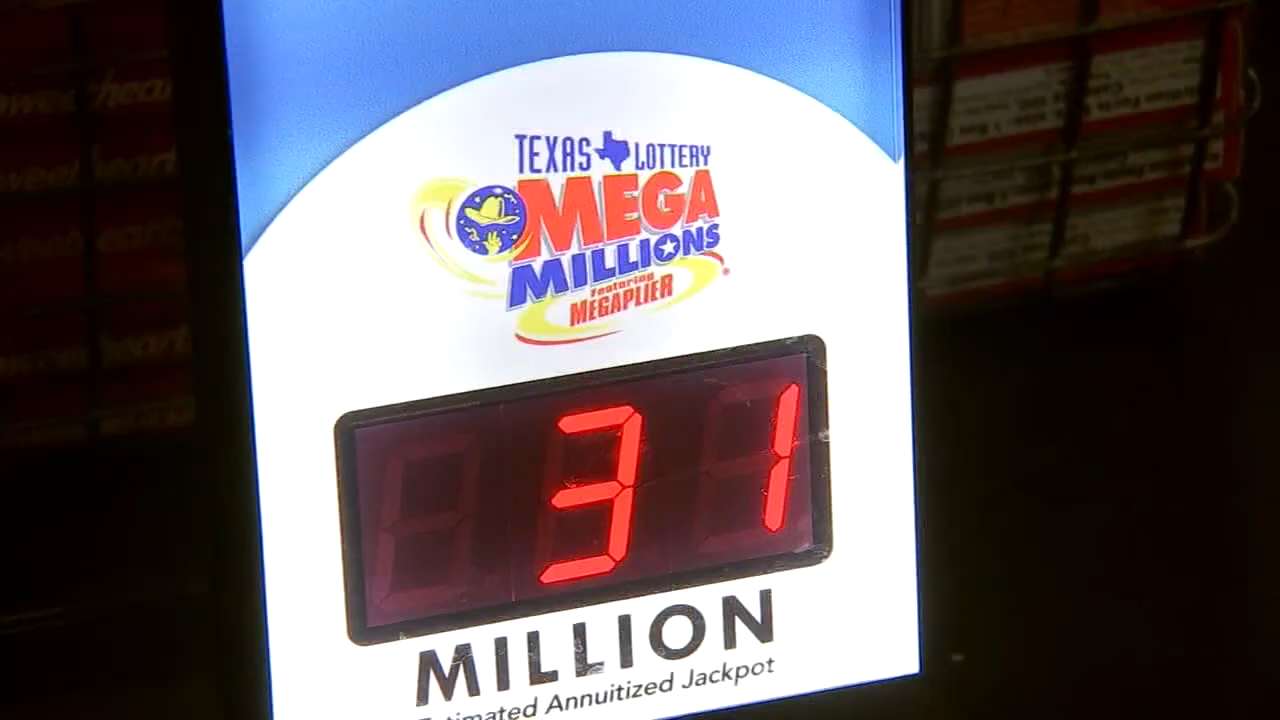 TEXAS LOTTERY
MEGA
MILLIONS
Featuring
MEGAPLIER
31
MILLION
Estimated Annuitized Jackpot